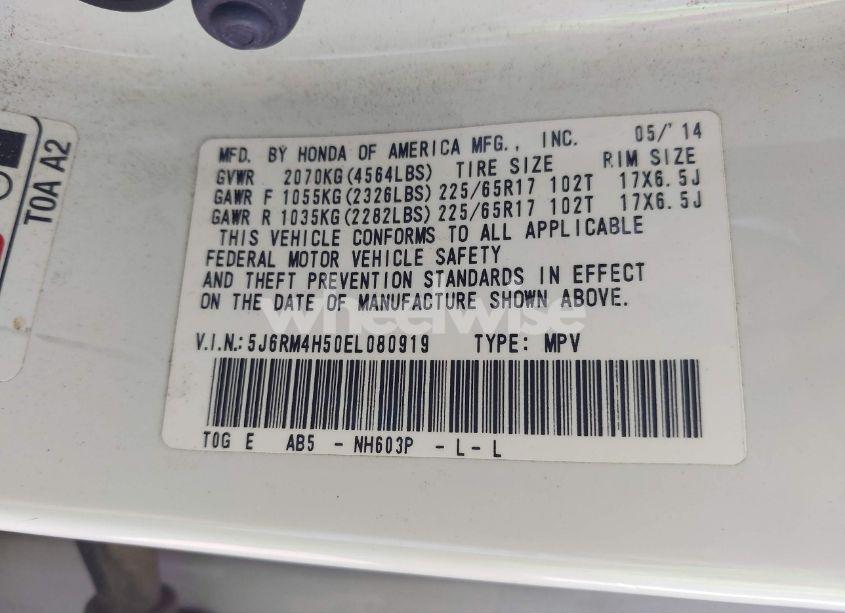 MFD. BY HONDA OF AMERICA MFG., INC. 05/'14
GVWR 2070KG(4564LBS) TIRE SIZE RIM SIZE
GAWR F 1055KG(2326LBS) 225/65R17 102T 17X6.5J
GAWR R 1035KG(2282LBS) 225/65R17 102T 17X6.5J
THIS VEHICLE CONFORMS TO ALL APPLICABLE
FEDERAL MOTOR VEHICLE SAFETY
AND THEFT PREVENTION STANDARDS IN EFFECT
ON THE DATE OF MANUFACTURE SHOWN ABOVE.
wheelwise
V.I.N.: 5J6RM4H50EL080919 TYPE: MPV
TOG E AB5 - NH603P - L - L
T0A A2